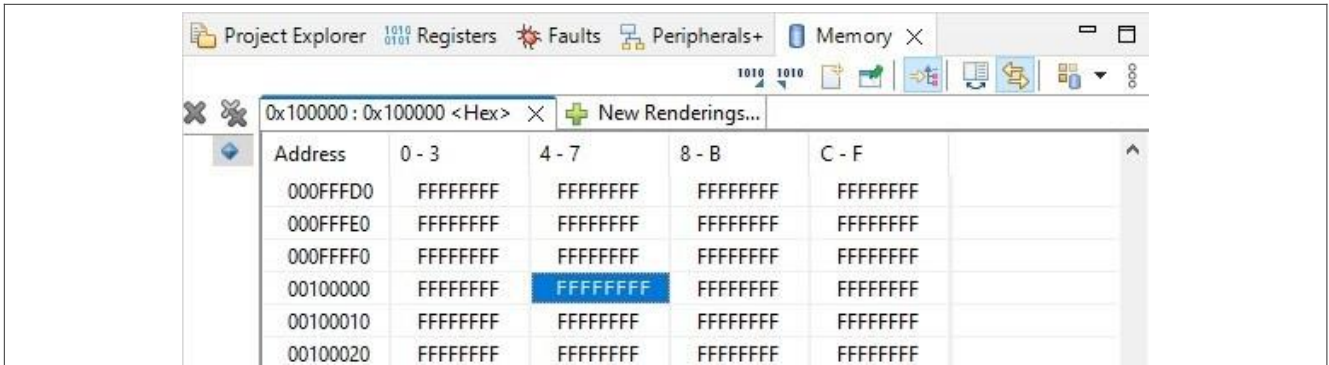 Project Explorer 1010 0101 Registers Faults Peripherals+ Memory
1010 1010
0x100000 : 0x100000 <Hex> New Renderings...
Address 0 - 3 4 - 7 8 - B C - F
000FFFD0 FFFFFFFF FFFFFFFF FFFFFFFF FFFFFFFF
000FFFE0 FFFFFFFF FFFFFFFF FFFFFFFF FFFFFFFF
000FFFF0 FFFFFFFF FFFFFFFF FFFFFFFF FFFFFFFF
00100000 FFFFFFFF FFFFFFFF FFFFFFFF FFFFFFFF
00100010 FFFFFFFF FFFFFFFF FFFFFFFF FFFFFFFF
00100020 FFFFFFFF FFFFFFFF FFFFFFFF FFFFFFFF